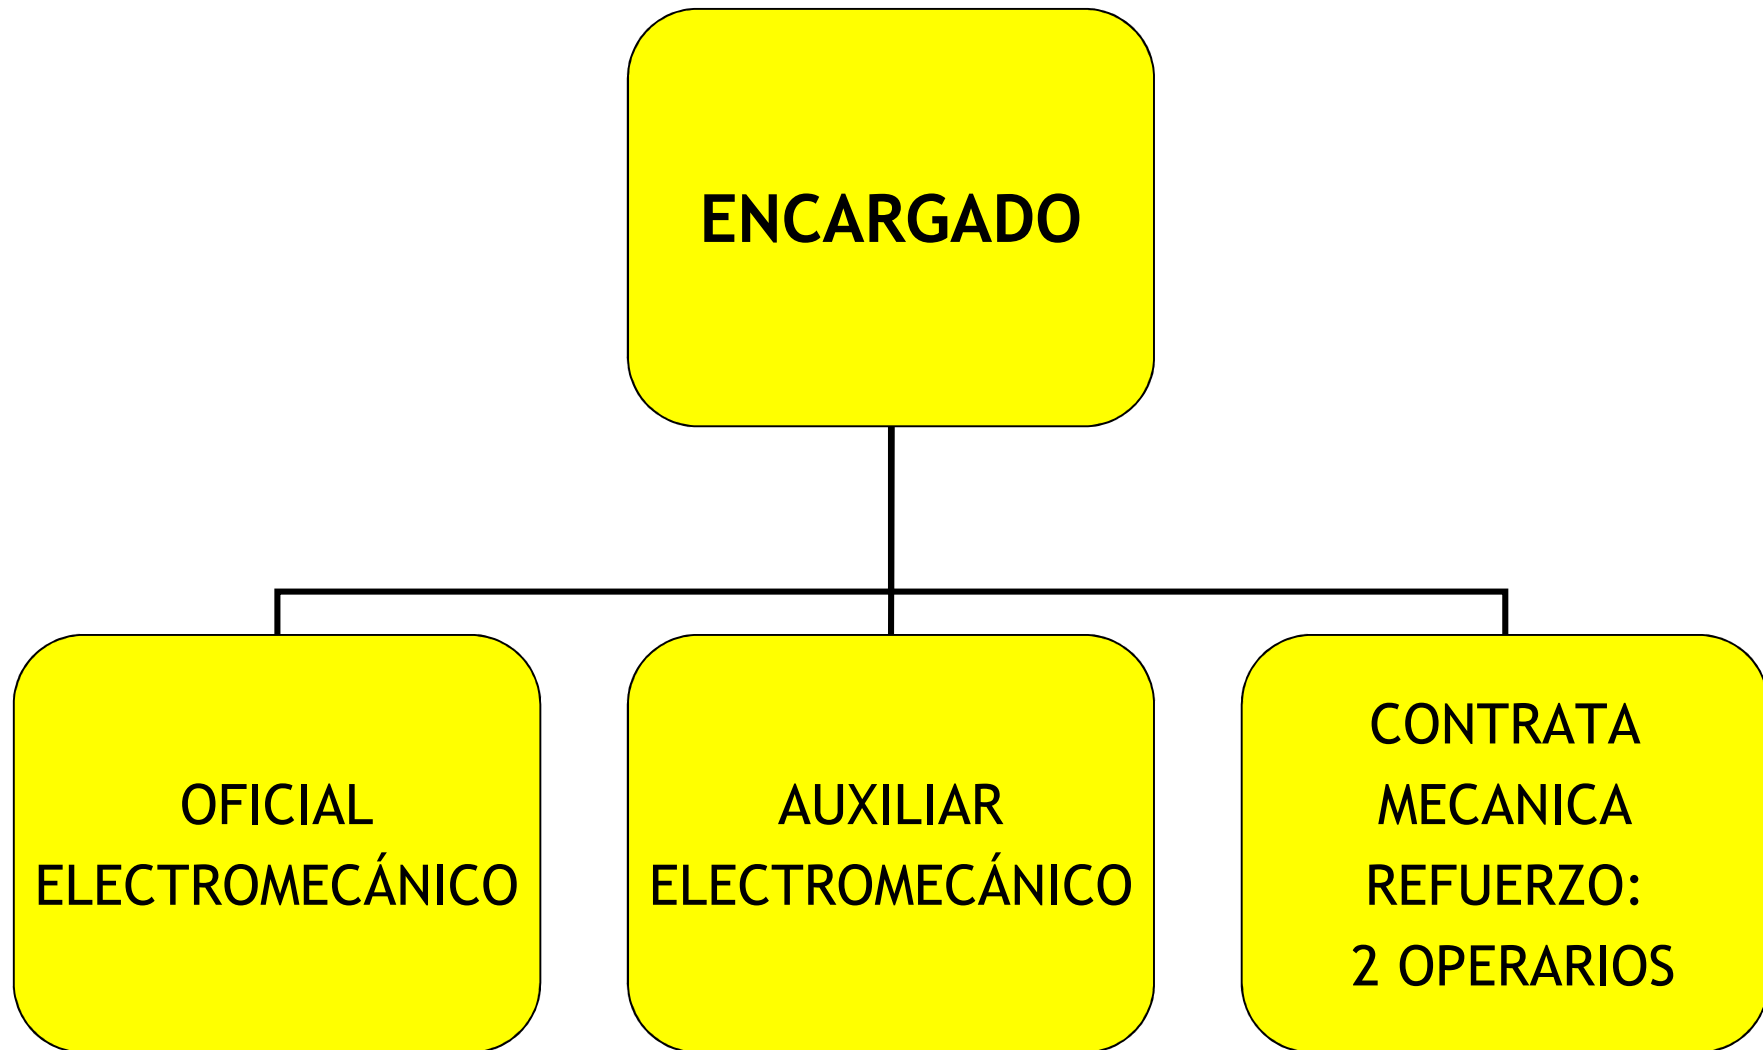 ENCARGADO
OFICIAL
ELECTROMECÁNICO
AUXILIAR
ELECTROMECÁNICO
CONTRATA
MECANICA
REFUERZO:
2 OPERARIOS